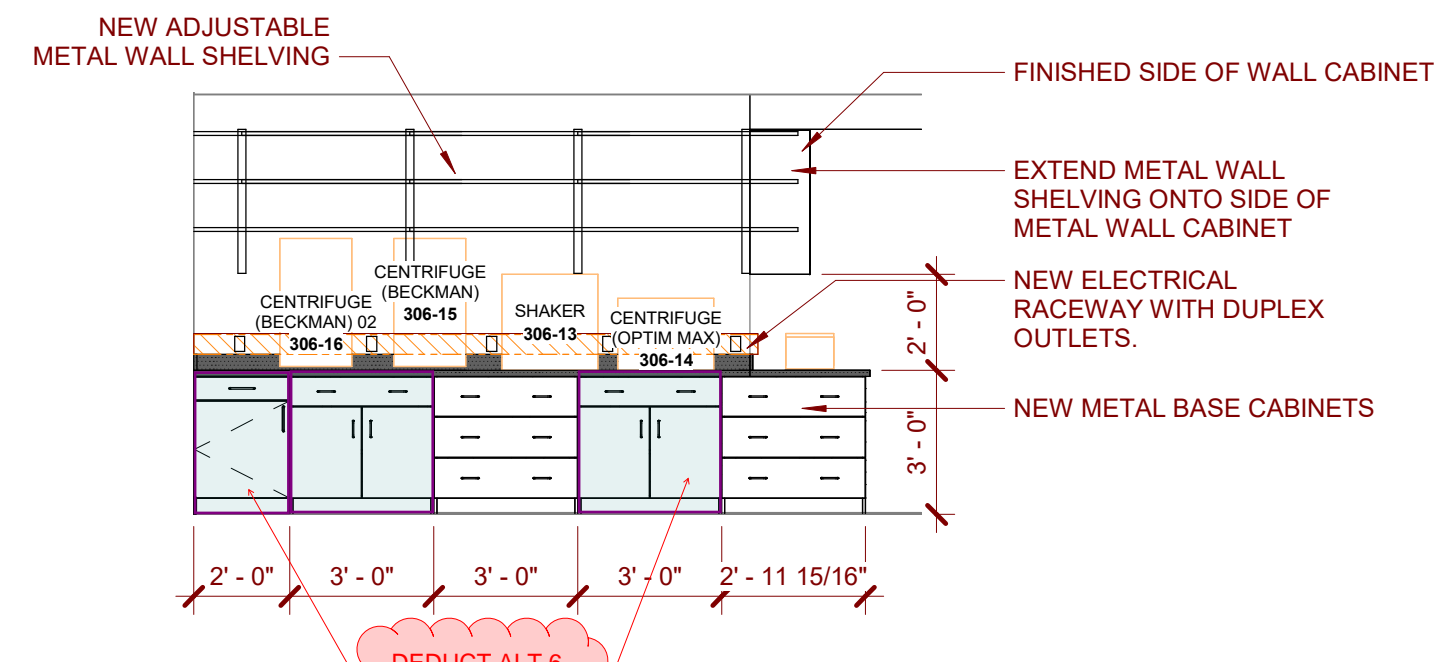 NEW ADJUSTABLE
METAL WALL SHELVING
FINISHED SIDE OF WALL CABINET
EXTEND METAL WALL
SHELVING ONTO SIDE OF
METAL WALL CABINET
NEW ELECTRICAL
RACEWAY WITH DUPLEX
OUTLETS.
NEW METAL BASE CABINETS
CENTRIFUGE
(BECKMAN) 02
306-16
CENTRIFUGE
(BECKMAN)
306-15
SHAKER
306-13
CENTRIFUGE
(OPTIM MAX)
306-14
2' - 0"
3' - 0"
2' - 0"
3' - 0"
3' - 0"
3' - 0"
2' - 11 15/16"
DEDUCT ALT 6